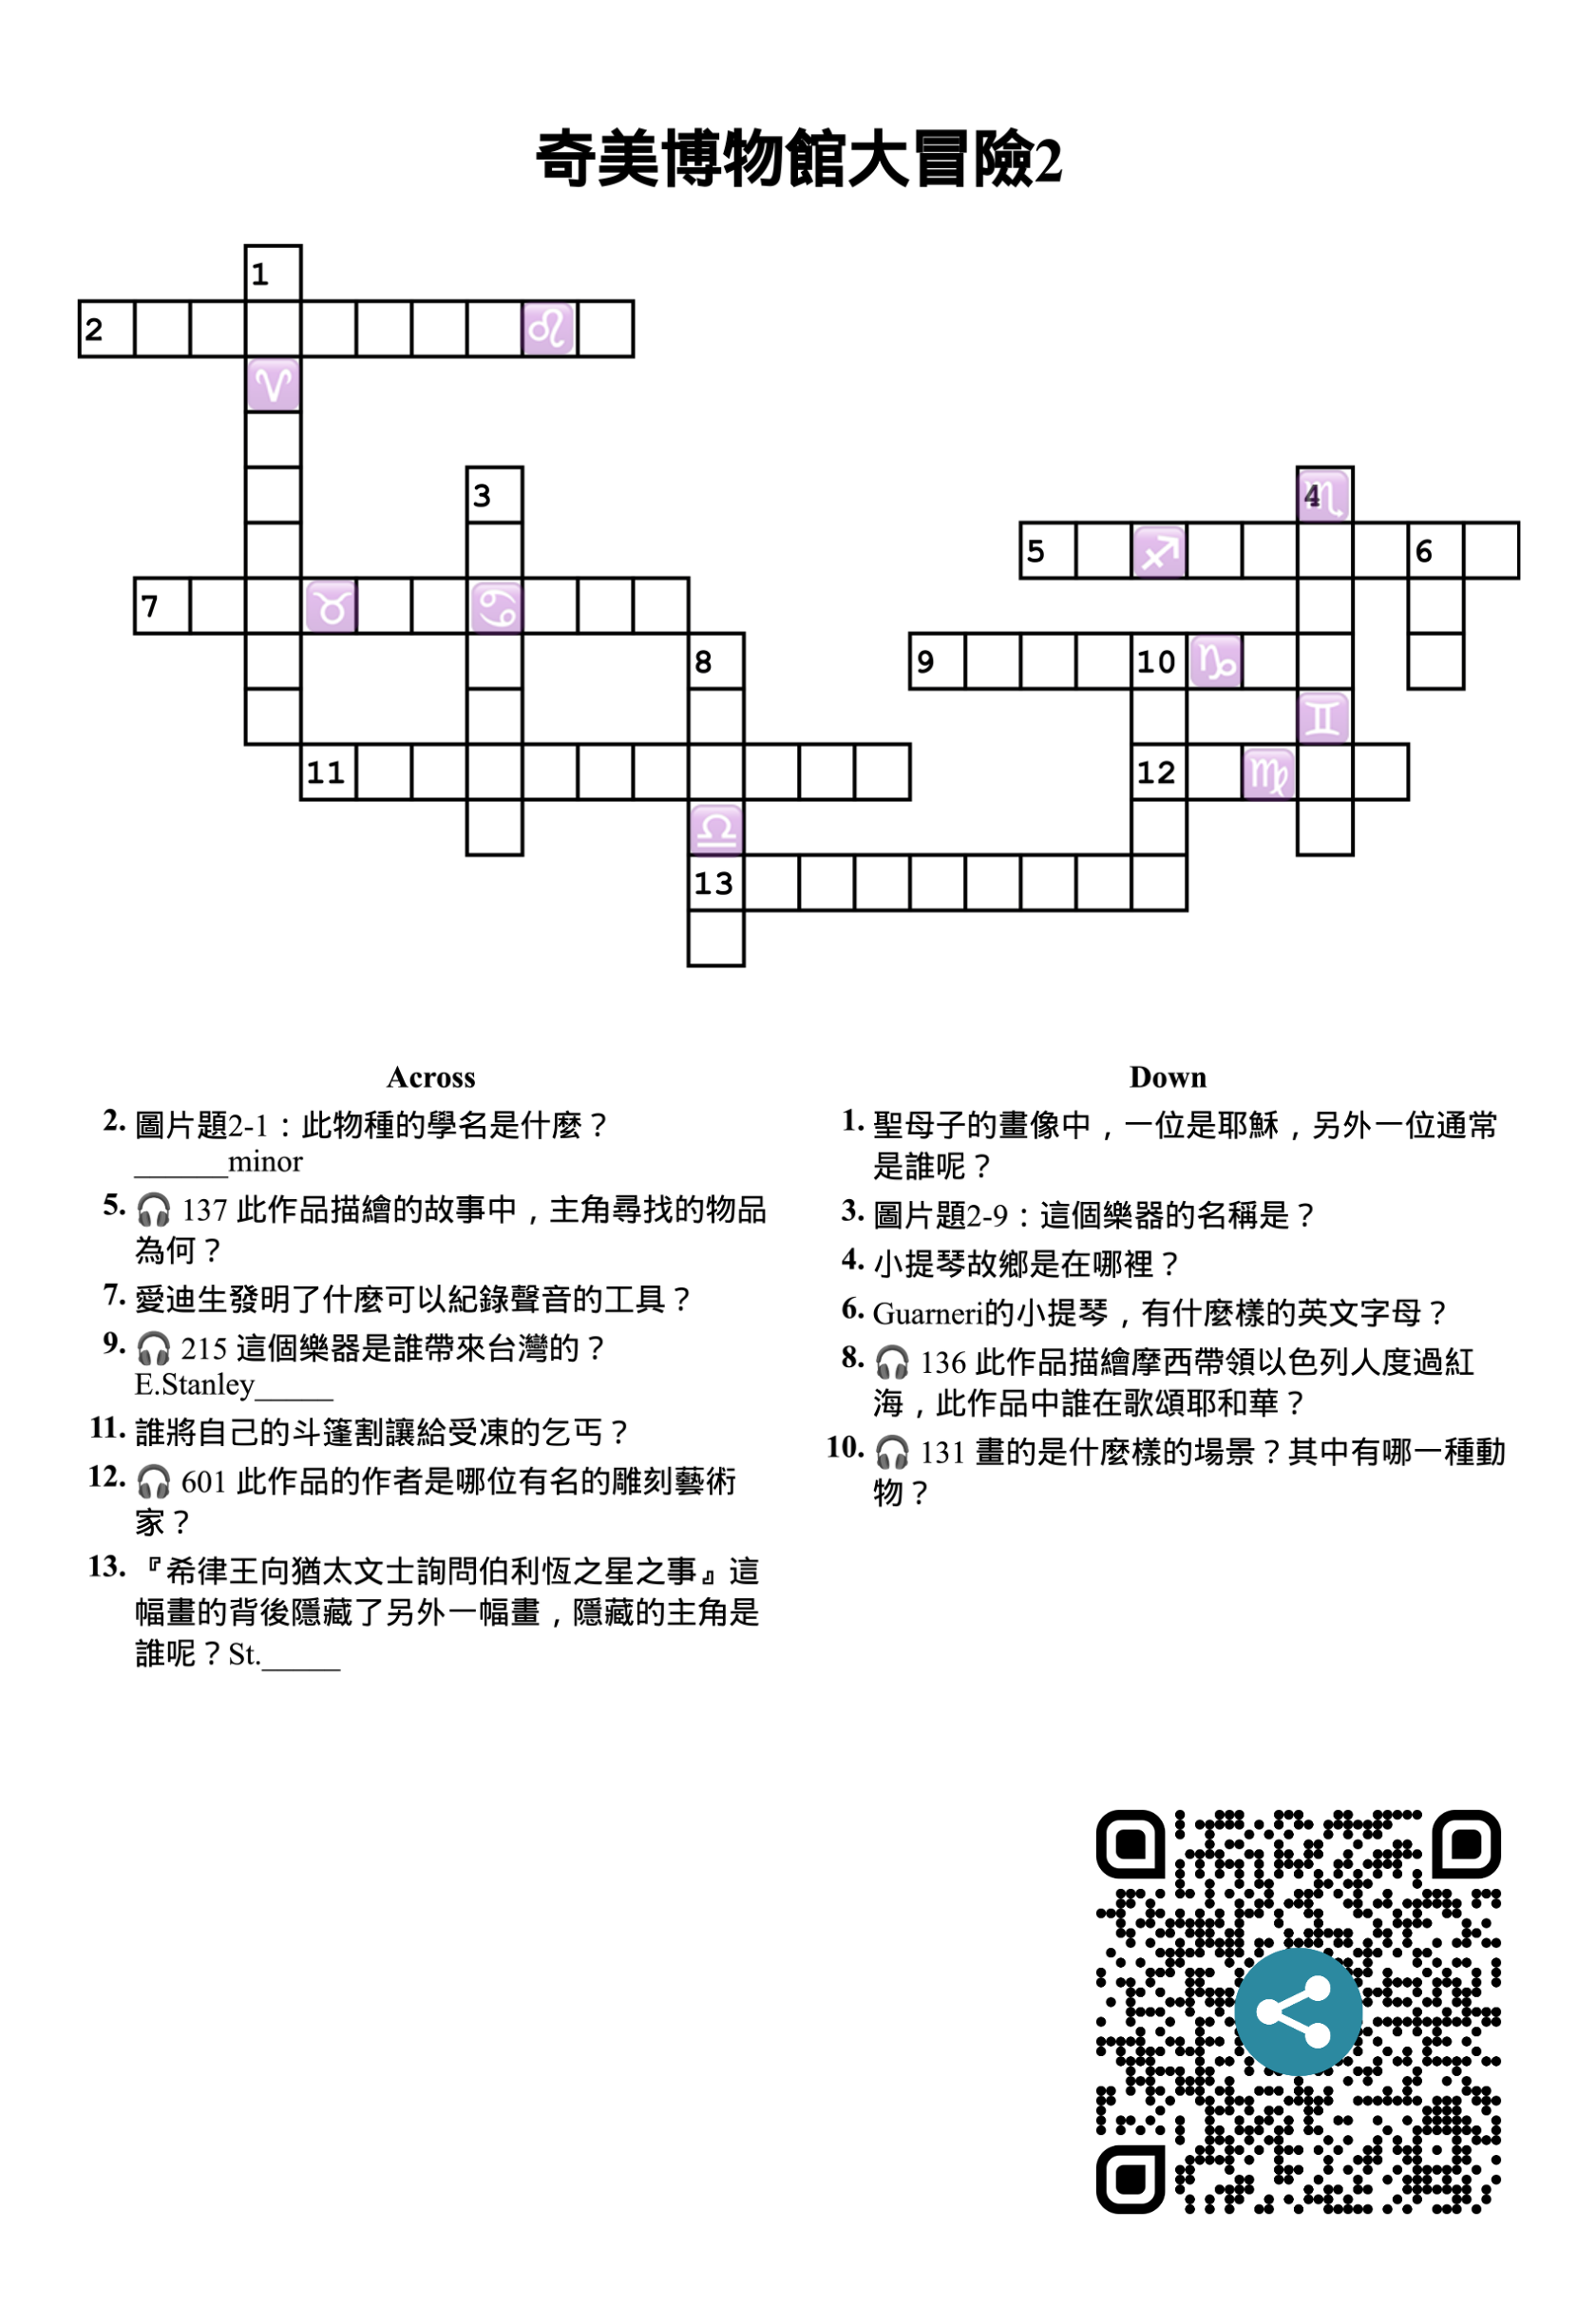 奇美博物館大冒險2
1
2 ♌
♈
3 4 ♏
5 ♐ 6
7 ♉ ♋
8 9 10 ♑
♊
11 12 ♍
♎
13
Across
2. 圖片題2-1：此物種的學名是什麼？
______minor
5. 🎧 137 此作品描繪的故事中，主角尋找的物品
為何？
7. 愛迪生發明了什麼可以紀錄聲音的工具？
9. 🎧 215 這個樂器是誰帶來台灣的？
E.Stanley_____
11. 誰將自己的斗篷割讓給受凍的乞丐？
12. 🎧 601 此作品的作者是哪位有名的雕刻藝術
家？
13. 『希律王向猶太文士詢問伯利恆之星之事』這
幅畫的背後隱藏了另外一幅畫，隱藏的主角是
誰呢？St._____
Down
1. 聖母子的畫像中，一位是耶穌，另外一位通常
是誰呢？
3. 圖片題2-9：這個樂器的名稱是？
4. 小提琴故鄉是在哪裡？
6. Guarneri的小提琴，有什麼樣的英文字母？
8. 🎧 136 此作品描繪摩西帶領以色列人度過紅
海，此作品中誰在歌頌耶和華？
10. 🎧 131 畫的是什麼樣的場景？其中有哪一種動
物？